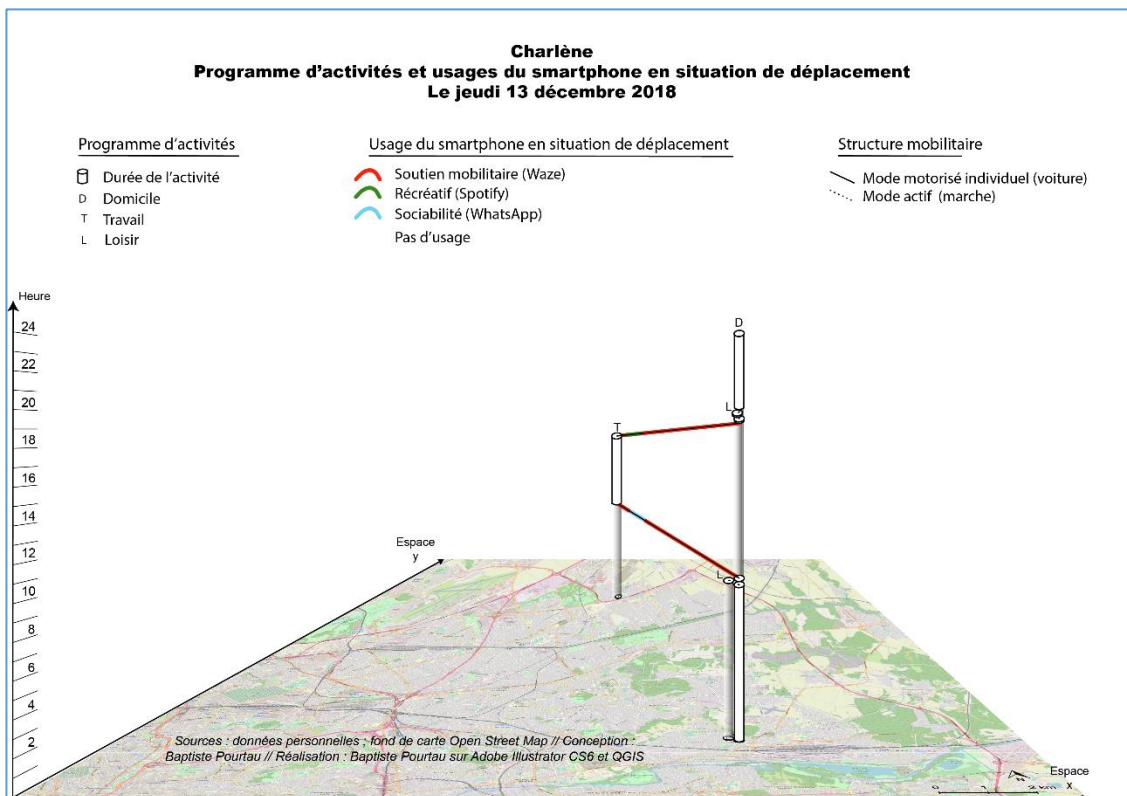 Charlène
Programme d'activités et usages du smartphone en situation de déplacement
Le jeudi 13 décembre 2018
Programme d'activités
Durée de l'activité
D Domicile
T Travail
L Loisir
Usage du smartphone en situation de déplacement
Soutien mobilitaire (Waze)
Récréatif (Spotify)
Sociabilité (WhatsApp)
Pas d'usage
Structure mobilitaire
Mode motorisé individuel (voiture)
Mode actif (marche)
Heure
24
22
20
18
16
14
12
10
8
6
4
2
D
L
T
L
Espace
y
Sources : données personnelles ; fond de carte Open Street Map // Conception :
Baptiste Pourtau // Réalisation : Baptiste Pourtau sur Adobe Illustrator CS6 et QGIS
N
Espace
x
0 1 2 km